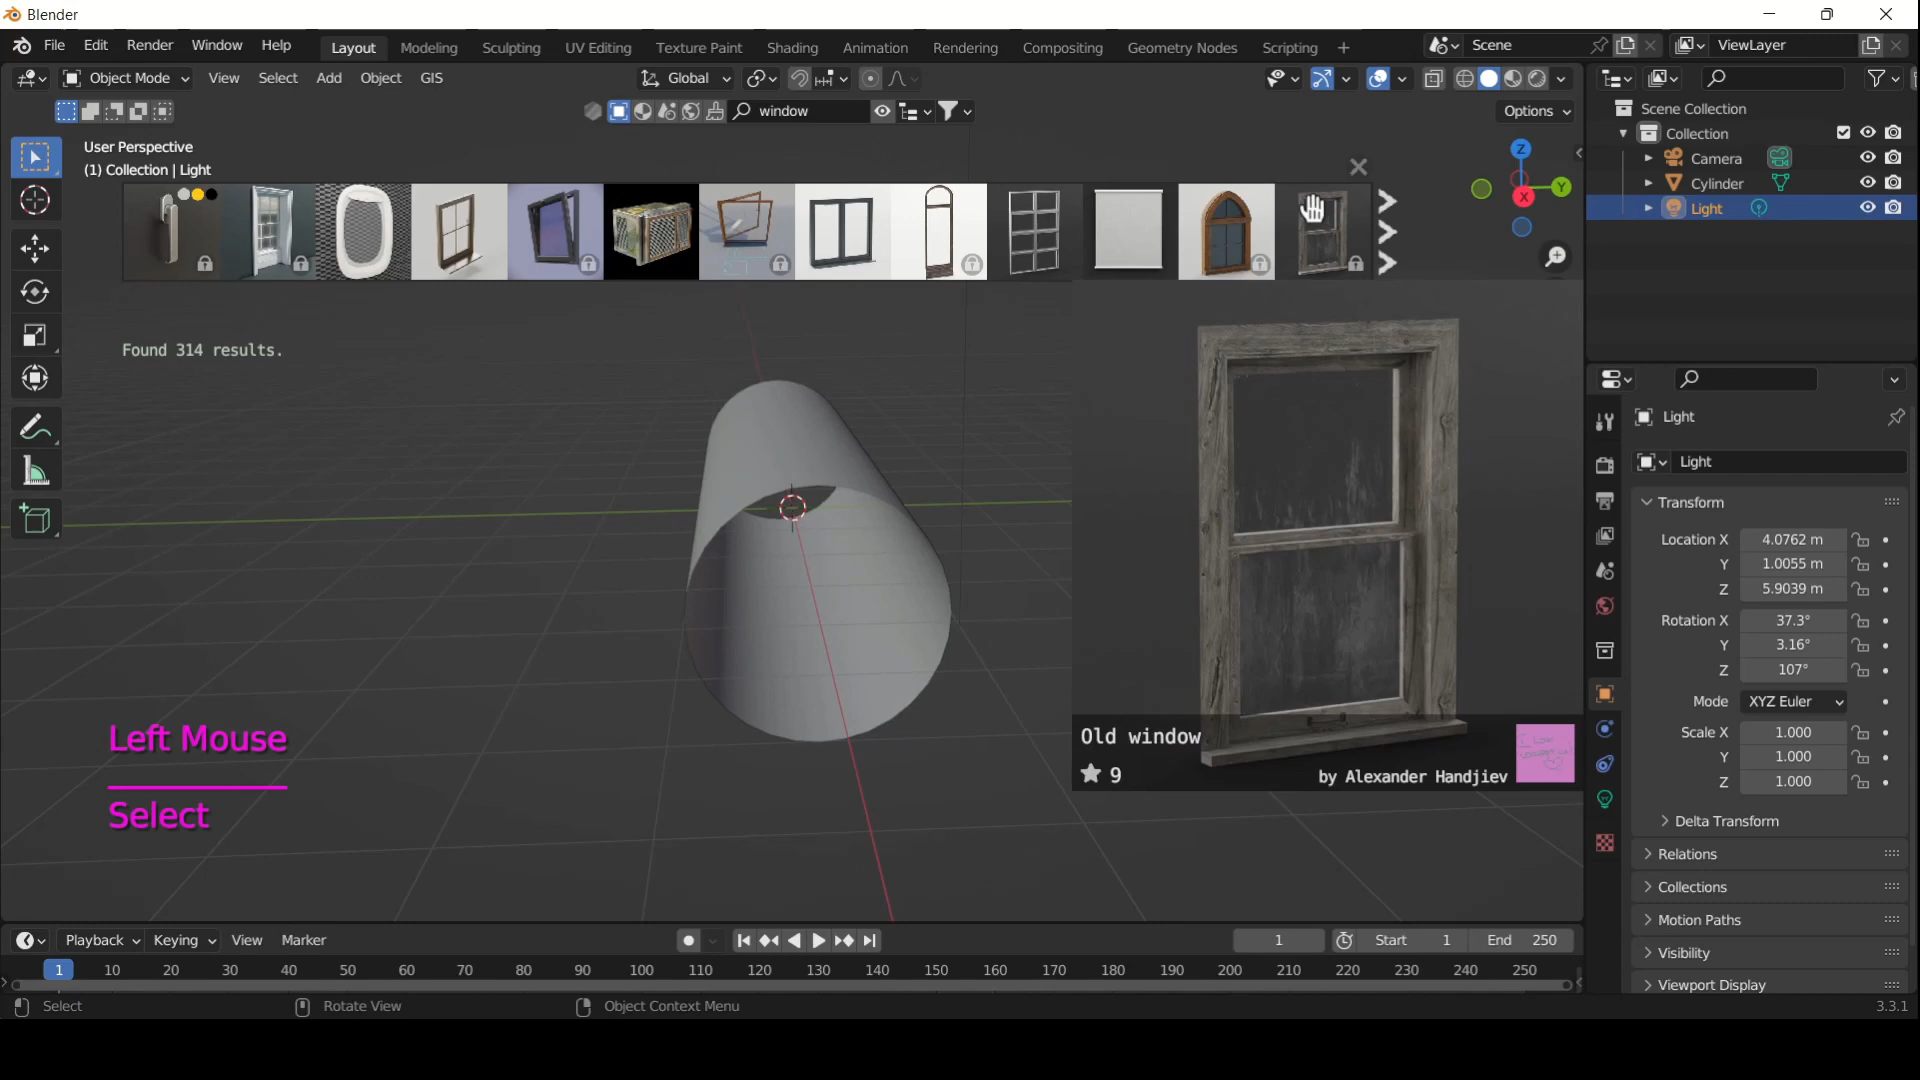 Blender
File Edit Render Window Help Layout Modeling Sculpting UV Editing Texture Paint Shading Animation Rendering Compositing Geometry Nodes Scripting + Scene ViewLayer
Object Mode View Select Add Object GIS Global
window Options
User Perspective
(1) Collection | Light
Z
Y
X
Found 314 results.
Old window
9
by Alexander Handjiev
Left Mouse
Select
Scene Collection
Collection
Camera
Cylinder
Light
Light
Light
Transform
Location X 4.0762 m
Y 1.0055 m
Z 5.9039 m
Rotation X 37.3°
Y 3.16°
Z 107°
Mode XYZ Euler
Scale X 1.000
Y 1.000
Z 1.000
Delta Transform
Relations
Collections
Motion Paths
Visibility
Viewport Display
Playback Keying View Marker 1 Start 1 End 250
1 10 20 30 40 50 60 70 80 90 100 110 120 130 140 150 160 170 180 190 200 210 220 230 240 250
Select Rotate View Object Context Menu 3.3.1